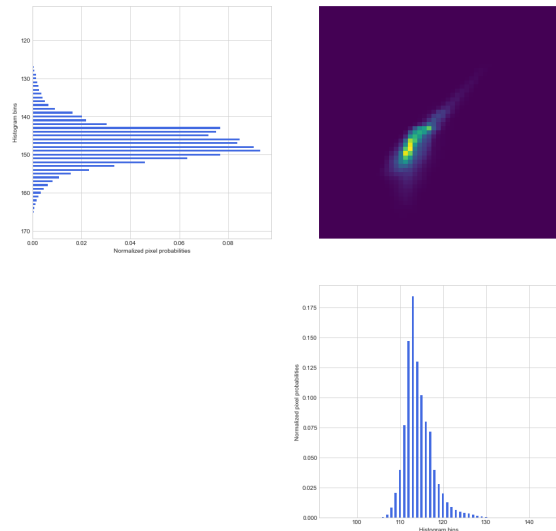 120
130
140
150
160
170
Histogram bins
0.00 0.02 0.04 0.06 0.08
Normalized pixel probabilities
0.175
0.150
0.125
0.100
0.075
0.050
0.025
0.000
Normalized pixel probabilities
100 110 120 130 140
Histogram bins